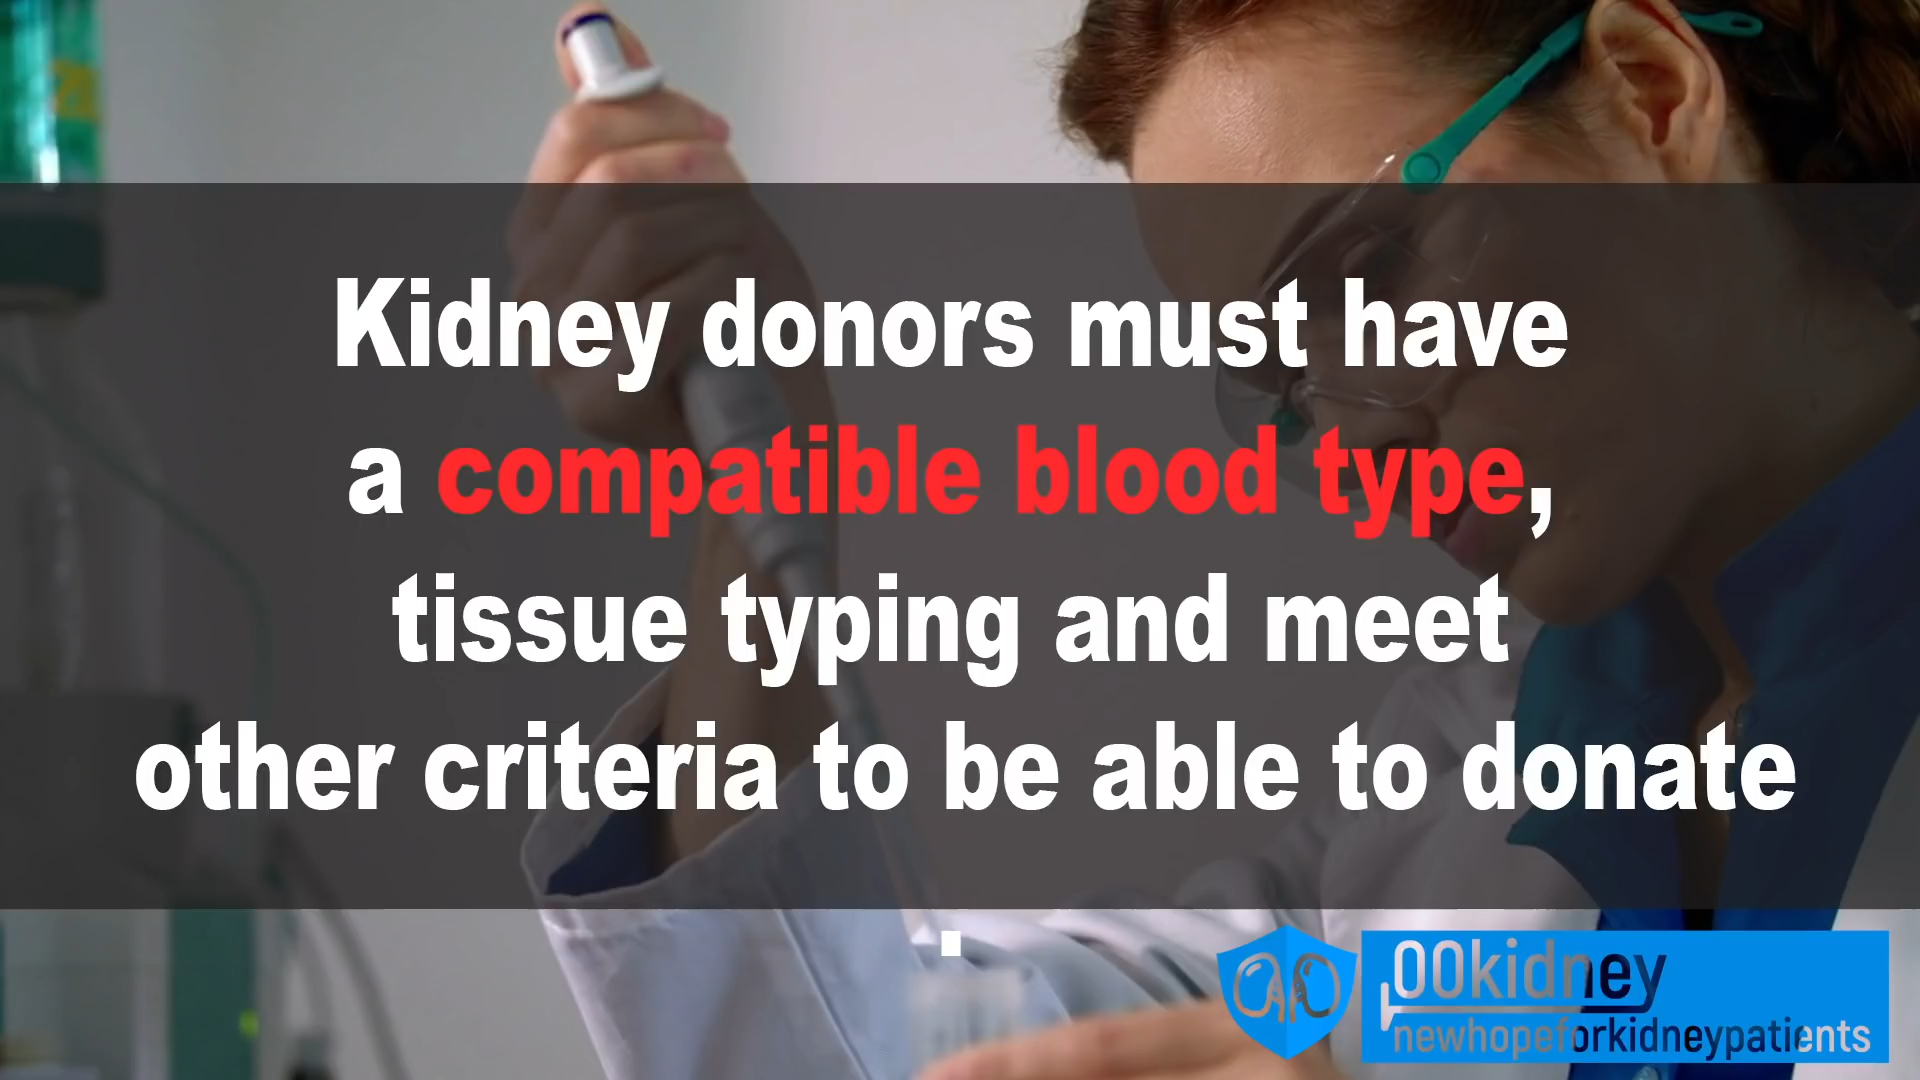 Kidney donors must have
a compatible blood type,
tissue typing and meet
other criteria to be able to donate
.
00kidney
newhopeforkidneypatients